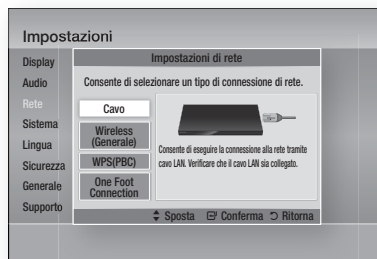 Impostazioni
Impostazioni di rete
Display
Audio
Rete
Sistema
Lingua
Sicurezza
Generale
Supporto
Consente di selezionare un tipo di connessione di rete.
Cavo
Wireless
(Generale)
WPS(PBC)
One Foot
Connection
Consente di eseguire la connessione alla rete tramite
cavo LAN. Verificare che il cavo LAN sia collegato.
Sposta Conferma Ritorna